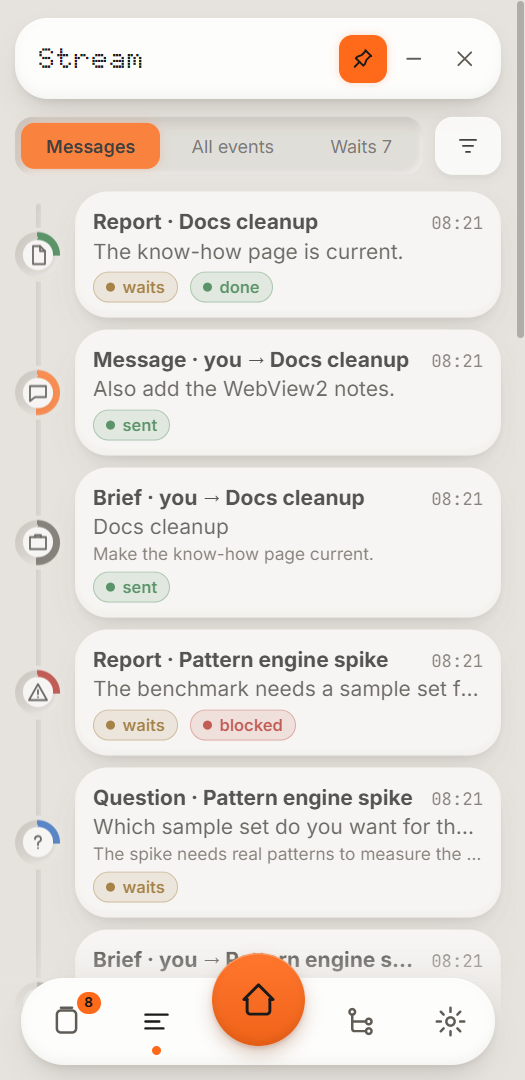 Stream
Messages All events Waits 7
Report · Docs cleanup 08:21
The know-how page is current.
waits done
Message · you → Docs cleanup 08:21
Also add the WebView2 notes.
sent
Brief · you → Docs cleanup 08:21
Docs cleanup
Make the know-how page current.
sent
Report · Pattern engine spike 08:21
The benchmark needs a sample set f...
waits blocked
Question · Pattern engine spike 08:21
Which sample set do you want for th...
The spike needs real patterns to measure the ...
waits
Brief · you → engine s... 08:21
8